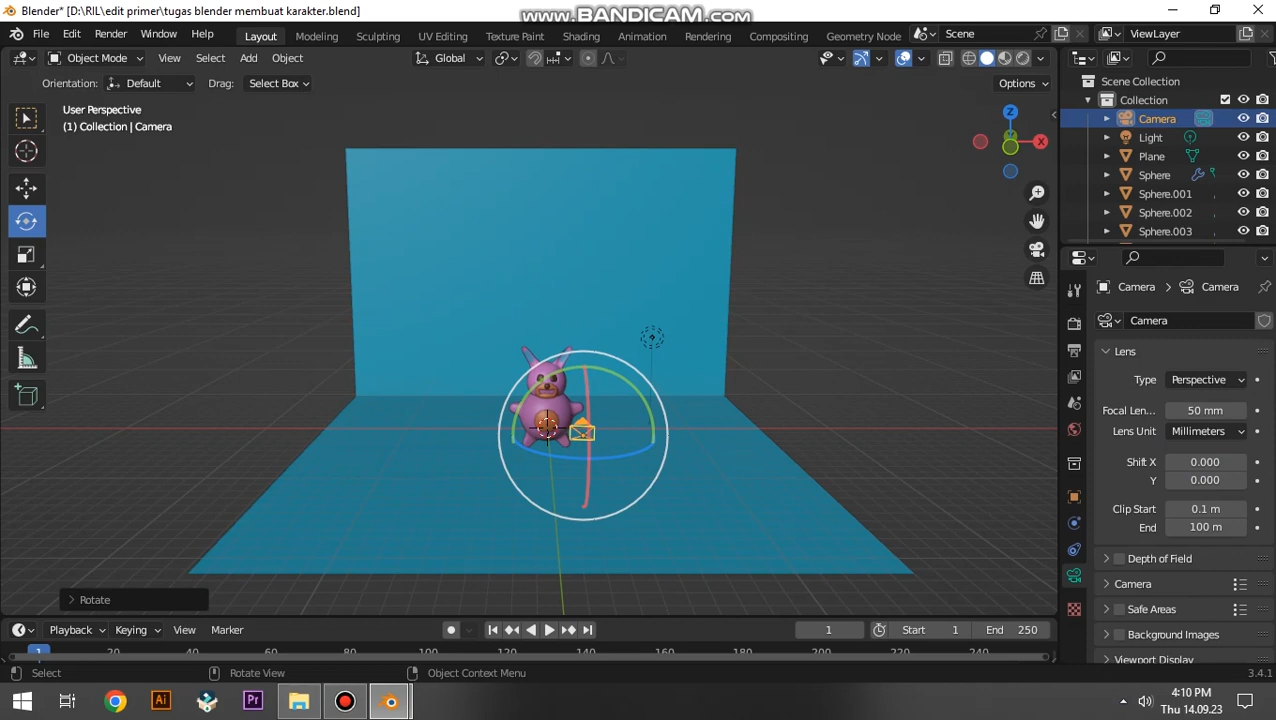 Blender* [D:\RIL\edit primer\tugas blender membuat karakter.blend]
www.BANDICAM.com
File Edit Render Window Help
Layout Modeling Sculpting UV Editing Texture Paint Shading Animation Rendering Compositing Geometry Node
Scene
ViewLayer
Object Mode View Select Add Object
Global
Orientation: Default Drag: Select Box
Options
User Perspective
(1) Collection | Camera
Z
X
Scene Collection
Collection
Camera
Light
Plane
Sphere
Sphere.001
Sphere.002
Sphere.003
Camera > Camera
Camera
Lens
Type Perspective
Focal Len... 50 mm
Lens Unit Millimeters
Shift X 0.000
Y 0.000
Clip Start 0.1 m
End 100 m
Depth of Field
Camera
Safe Areas
Background Images
Viewport Display
Rotate
Playback Keying View Marker
1
Start 1
End 250
1 20 40 60 80 100 120 140 160 180 200 220 240
Select
Rotate View
Object Context Menu
3.4.1
Ai
Pr
4:10 PM
Thu 14.09.23